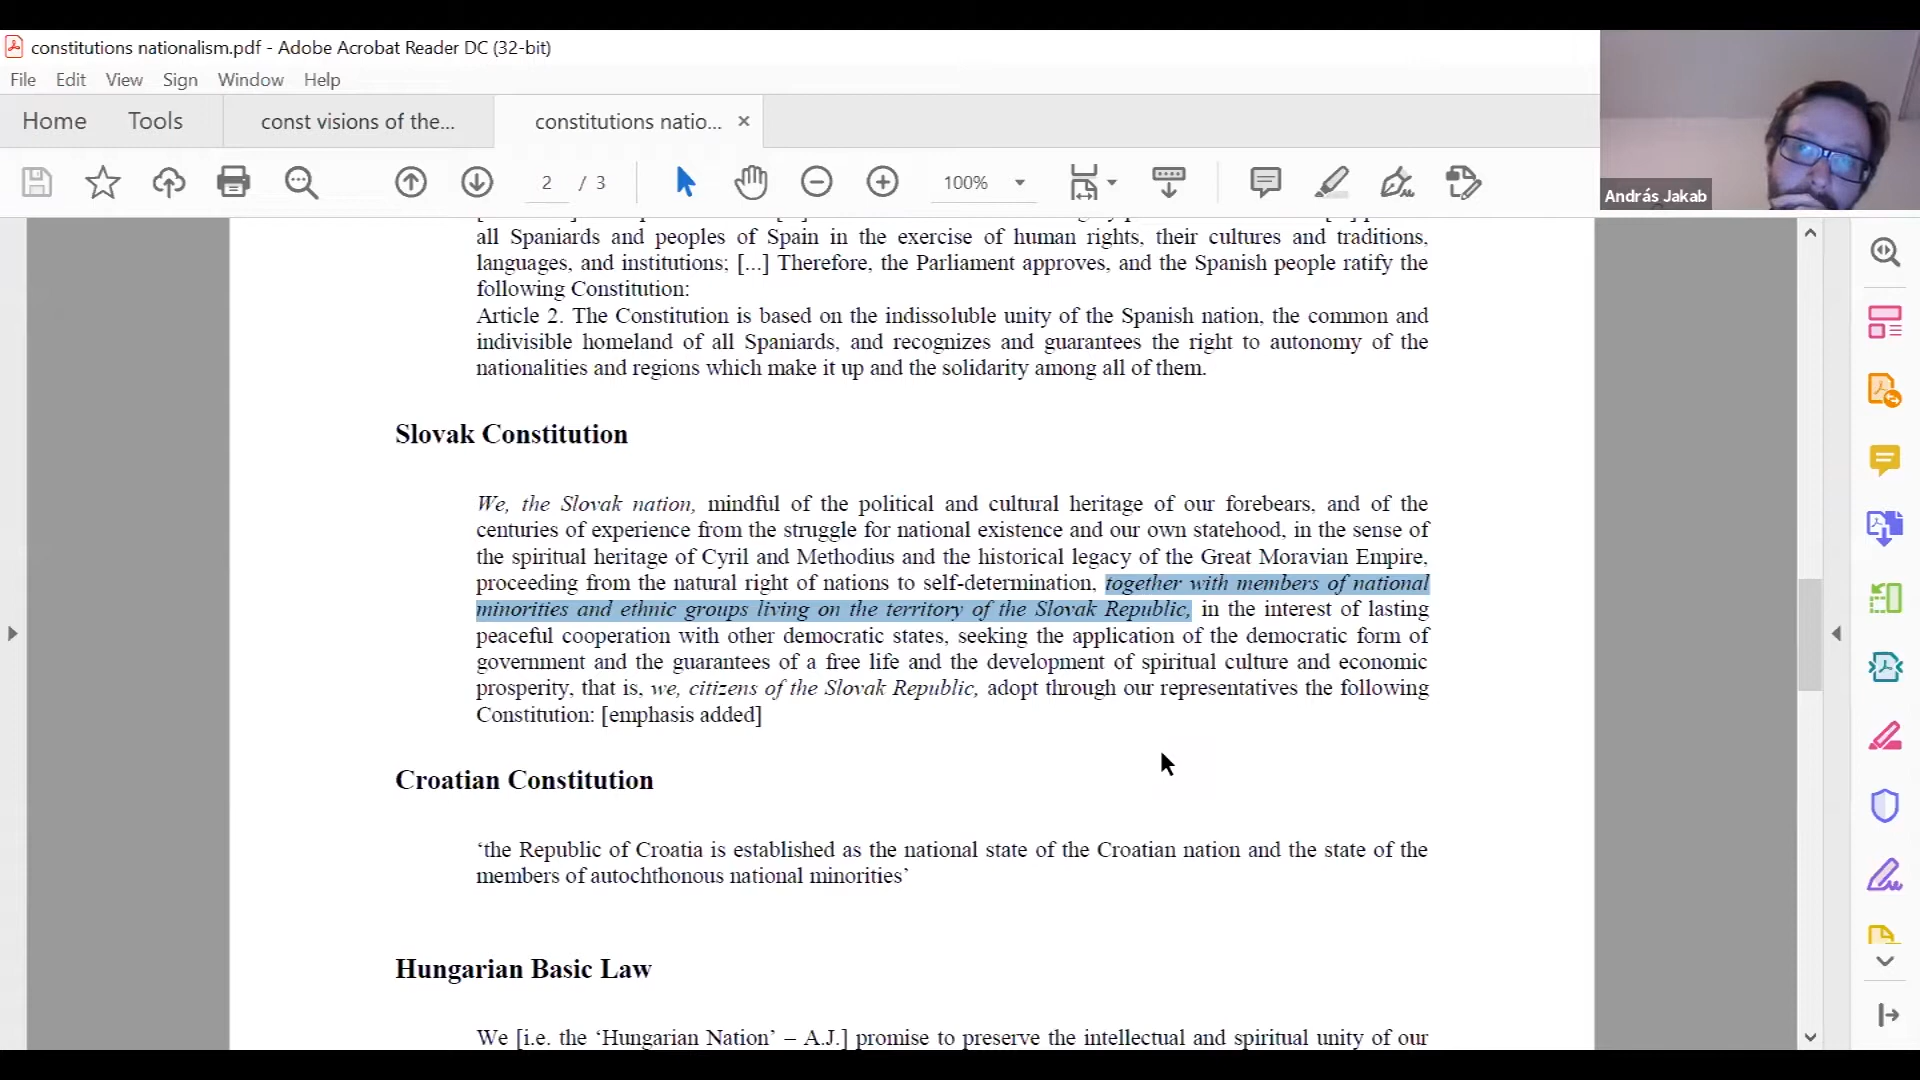 constitutions nationalism.pdf - Adobe Acrobat Reader DC (32-bit)
File Edit View Sign Window Help
Home Tools const visions of the... constitutions natio... ×
2 / 3 100%
András Jakab
all Spaniards and peoples of Spain in the exercise of human rights, their cultures and traditions,
languages, and institutions; [...] Therefore, the Parliament approves, and the Spanish people ratify the
following Constitution:
Article 2. The Constitution is based on the indissoluble unity of the Spanish nation, the common and
indivisible homeland of all Spaniards, and recognizes and guarantees the right to autonomy of the
nationalities and regions which make it up and the solidarity among all of them.
Slovak Constitution
We, the Slovak nation, mindful of the political and cultural heritage of our forebears, and of the
centuries of experience from the struggle for national existence and our own statehood, in the sense of
the spiritual heritage of Cyril and Methodius and the historical legacy of the Great Moravian Empire,
proceeding from the natural right of nations to self-determination, together with members of national
minorities and ethnic groups living on the territory of the Slovak Republic, in the interest of lasting
peaceful cooperation with other democratic states, seeking the application of the democratic form of
government and the guarantees of a free life and the development of spiritual culture and economic
prosperity, that is, we, citizens of the Slovak Republic, adopt through our representatives the following
Constitution: [emphasis added]
Croatian Constitution
‘the Republic of Croatia is established as the national state of the Croatian nation and the state of the
members of autochthonous national minorities’
Hungarian Basic Law
We [i.e. the ‘Hungarian Nation’ – A.J.] promise to preserve the intellectual and spiritual unity of our